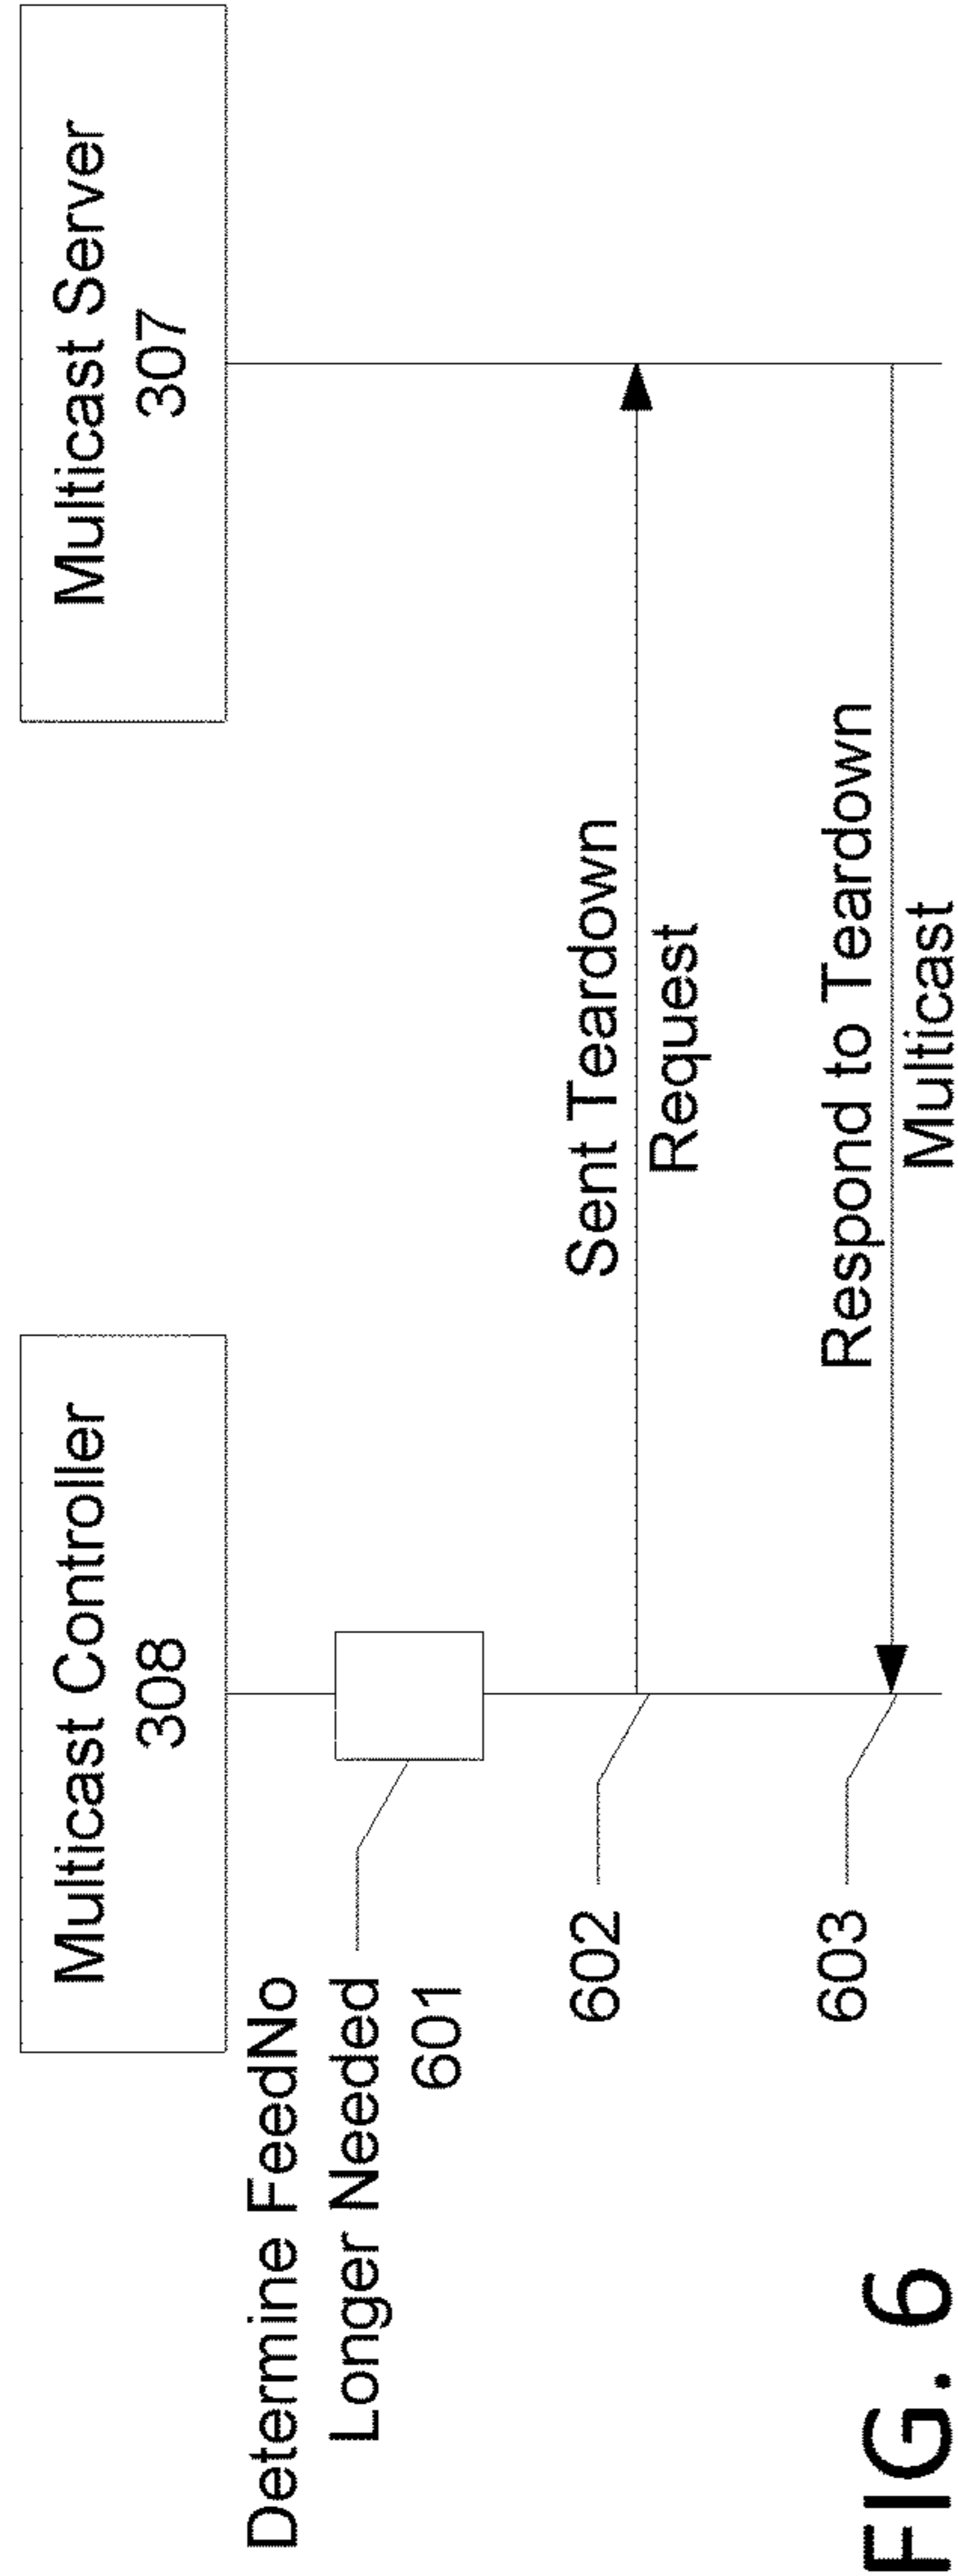 Multicast Controller
308
Multicast Server
307
Determine FeedNo
Longer Needed
601
602
Sent Teardown
Request
603
Respond to Teardown
Multicast
FIG. 6